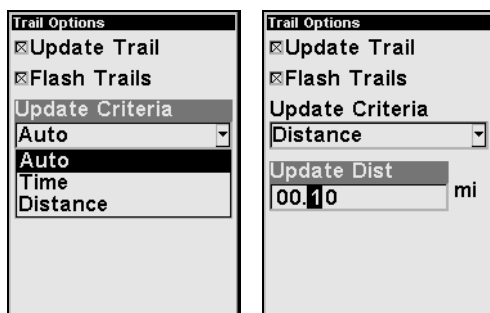 Trail Options
Update Trail
Flash Trails
Update Criteria
Auto
Auto
Time
Distance
Trail Options
Update Trail
Flash Trails
Update Criteria
Distance
Update Dist
00.10 mi